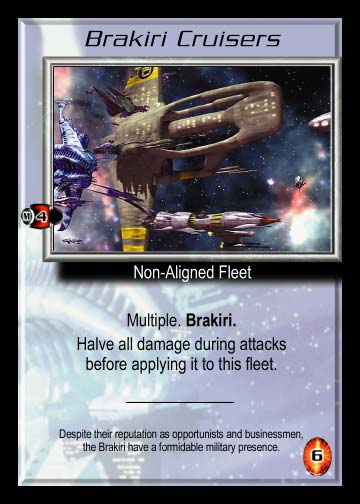 Brakiri Cruisers
4
Non-Aligned Fleet
Multiple. Brakiri.
Halve all damage during attacks
before applying it to this fleet.
Despite their reputation as opportunists and businessmen,
the Brakiri have a formidable military presence.
6